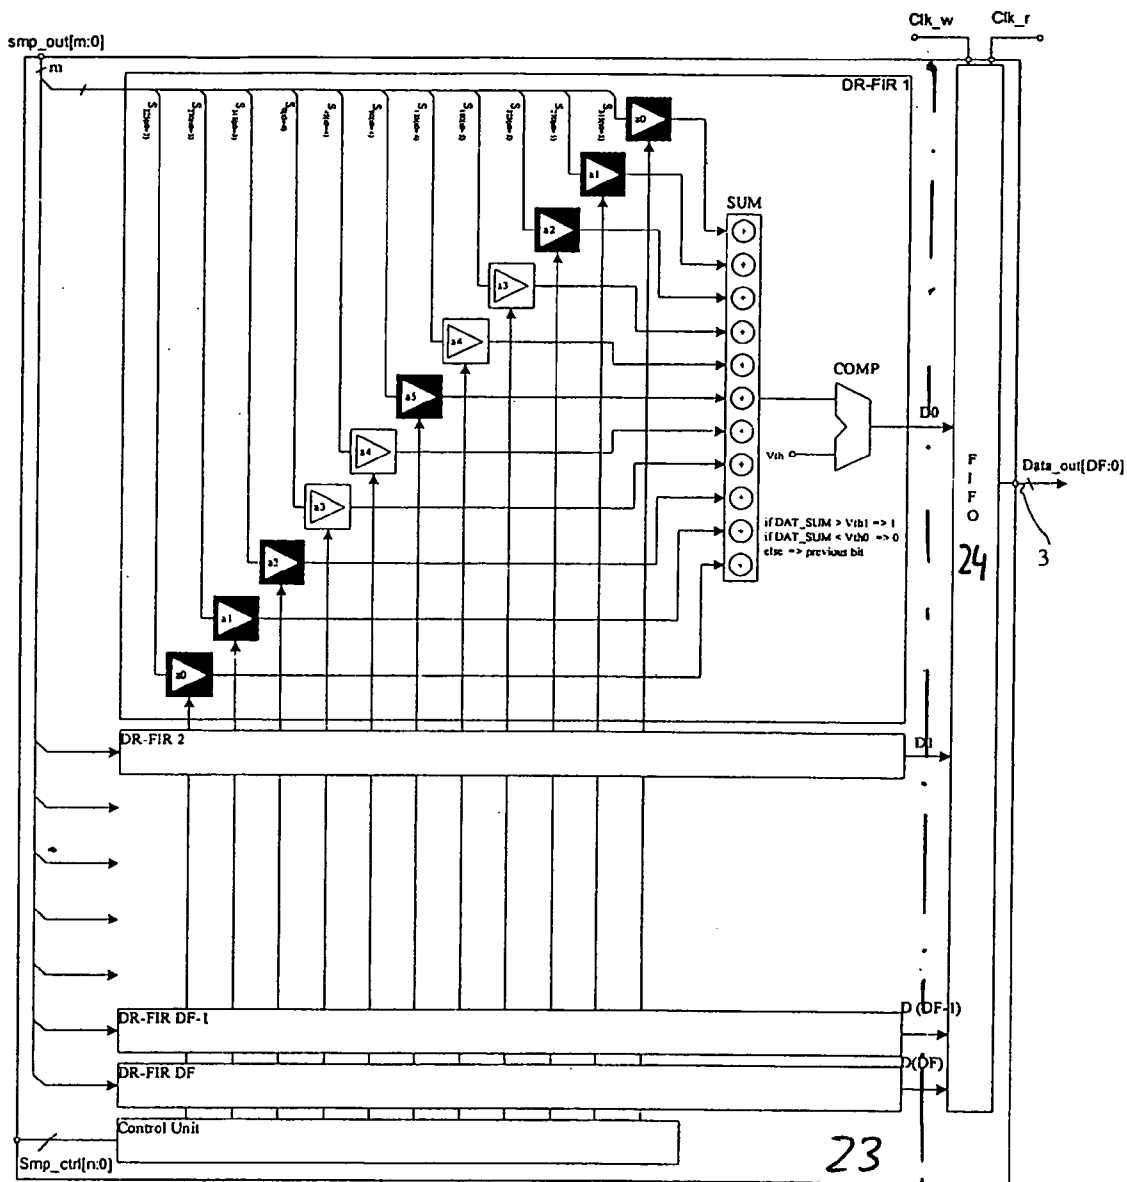 Clk_w
Clk_r
smp_out[m:0]
m
DR-FIR 1
a0
a1
SUM
a2
a3
a4
COMP
a5
D0
a4
Vth
F
I
F
O
Data_out[DF:0]
a3
if DAT_SUM > Vth1 => 1
if DAT_SUM < Vth0 => 0
else => previous bit
24
3
a2
a1
a0
DR-FIR 2
D1
DR-FIR DF-1
D (DF-1)
DR-FIR DF
D(DF)
Control Unit
Smp_ctrl[n:0]
23